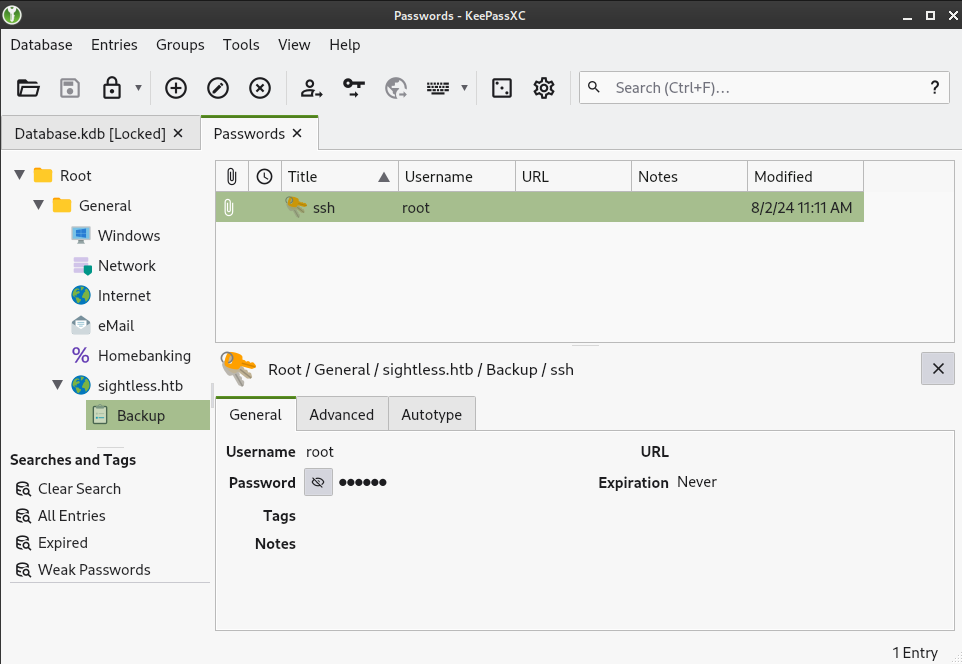 Passwords - KeePassXC
Database Entries Groups Tools View Help
Search (Ctrl+F)... ?
Database.kdb [Locked] Passwords
Root
General
Windows
Network
Internet
eMail
Homebanking
sightless.htb
Backup
Searches and Tags
Clear Search
All Entries
Expired
Weak Passwords
Title Username URL Notes Modified
ssh root 8/2/24 11:11 AM
Root / General / sightless.htb / Backup / ssh
General Advanced Autotype
Username root URL
Password ●●●●●● Expiration Never
Tags
Notes
1 Entry